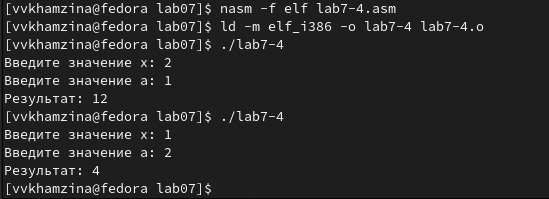 [vvkhamzina@fedora lab07]$ nasm -f elf lab7-4.asm
[vvkhamzina@fedora lab07]$ ld -m elf_i386 -o lab7-4 lab7-4.o
[vvkhamzina@fedora lab07]$ ./lab7-4
Введите значение x: 2
Введите значение a: 1
Результат: 12
[vvkhamzina@fedora lab07]$ ./lab7-4
Введите значение x: 1
Введите значение a: 2
Результат: 4
[vvkhamzina@fedora lab07]$